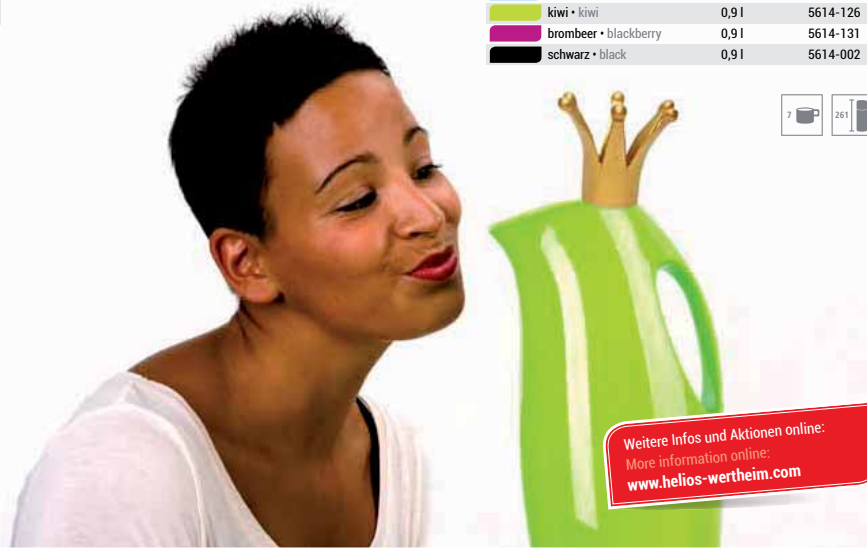 kiwi • kiwi 0,9 l 5614-126
brombeer • blackberry 0,9 l 5614-131
schwarz • black 0,9 l 5614-002
7 261
Weitere Infos und Aktionen online:
More information online:
www.helios-wertheim.com